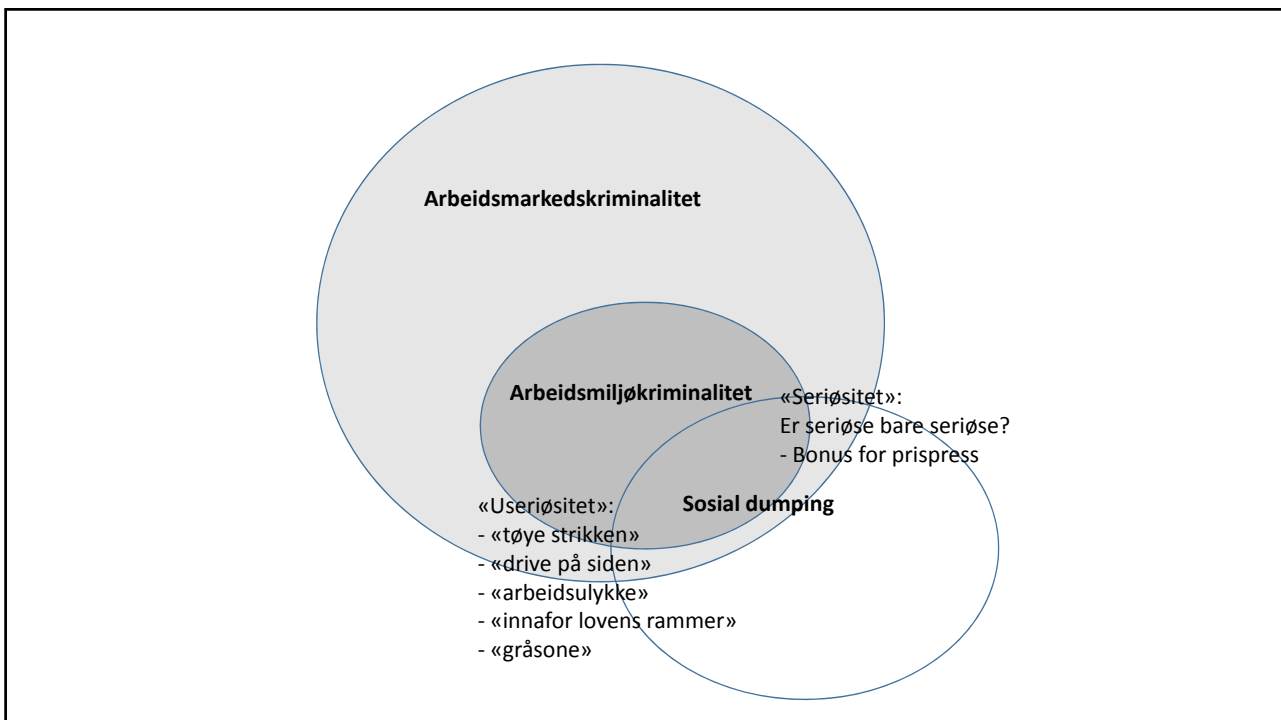 Arbeidsmarkedskriminalitet
Arbeidsmiljøkriminalitet
«Seriøsitet»:
Er seriøse bare seriøse?
- Bonus for prispress
Sosial dumping
«Useriøsitet»:
- «tøye strikken»
- «drive på siden»
- «arbeidsulykke»
- «innafor lovens rammer»
- «gråsone»